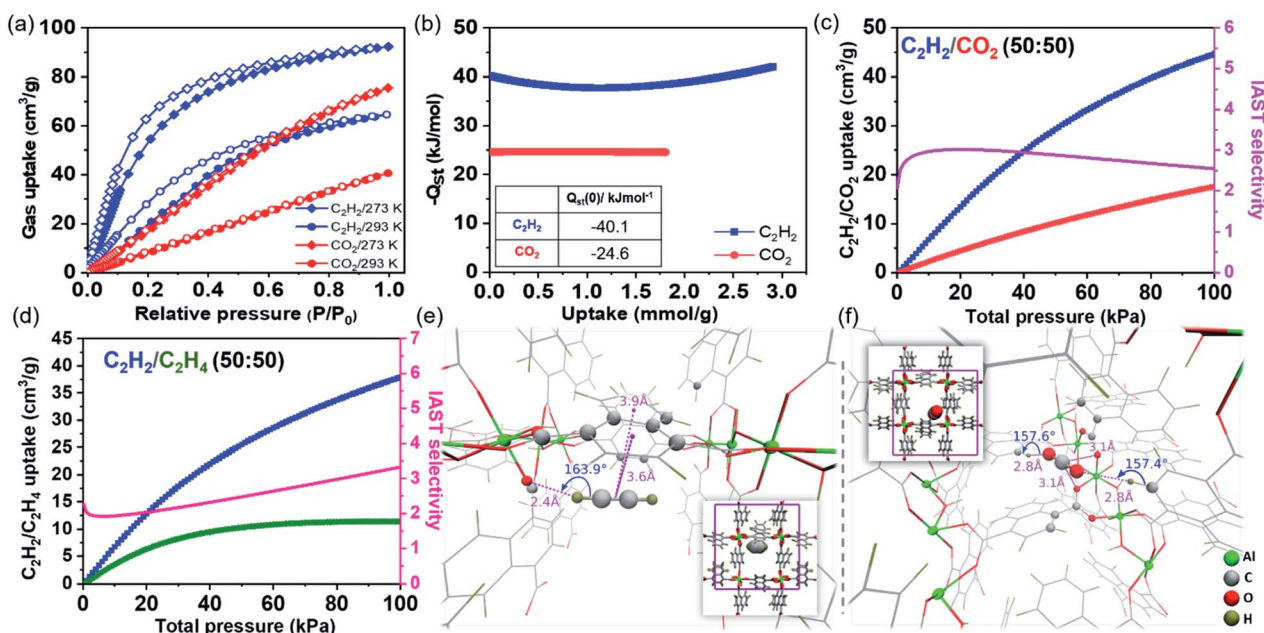 (a)
100
80
60
40
20
0
0.0
0.2
0.4
0.6
0.8
1.0
Gas uptake (cm³/g)
Relative pressure (P/P₀)
C₂H₂/273 K
C₂H₂/293 K
CO₂/273 K
CO₂/293 K
(b)
50
40
30
20
10
0
0.0
0.5
1.0
1.5
2.0
2.5
3.0
-Qst (kJ/mol)
Uptake (mmol/g)
Qst(0)/ kJmol⁻¹
C₂H₂ -40.1
CO₂ -24.6
C₂H₂
CO₂
(c)
C₂H₂/CO₂ (50:50)
50
40
30
20
10
0
0
20
40
60
80
100
6
5
4
3
2
1
0
C₂H₂/CO₂ uptake (cm³/g)
Total pressure (kPa)
IAST selectivity
(d)
C₂H₂/C₂H₄ (50:50)
45
40
35
30
25
20
15
10
5
0
0
20
40
60
80
100
7
6
5
4
3
2
1
0
C₂H₂/C₂H₄ uptake (cm³/g)
Total pressure (kPa)
IAST selectivity
(e)
3.9Å
163.9°
3.6Å
2.4Å
(f)
157.6°
3.1Å
2.8Å
157.4°
3.1Å
2.8Å
Al
C
O
H